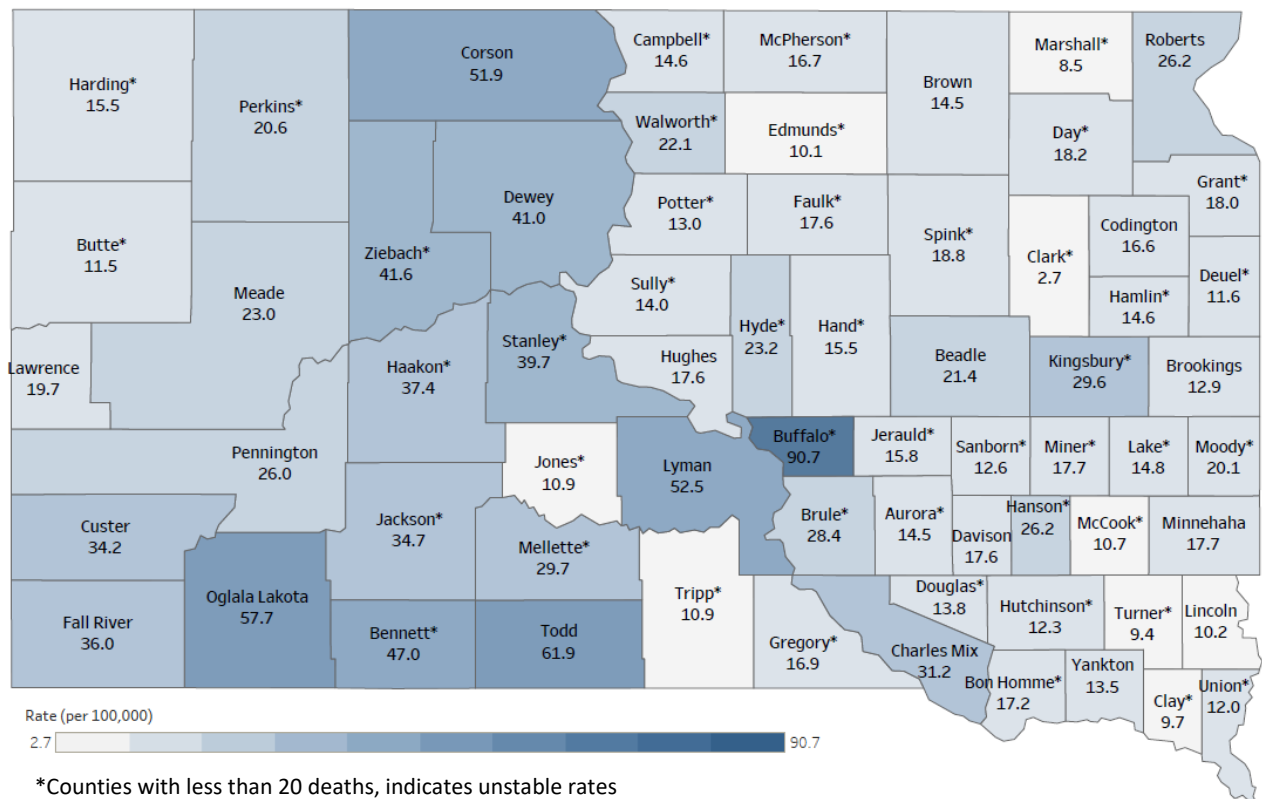 Harding*
15.5
Perkins*
20.6
Corson
51.9
Campbell*
14.6
McPherson*
16.7
Brown
14.5
Marshall*
8.5
Roberts
26.2
Walworth*
22.1
Edmunds*
10.1
Day*
18.2
Grant*
18.0
Butte*
11.5
Meade
23.0
Ziebach*
41.6
Dewey
41.0
Potter*
13.0
Faulk*
17.6
Spink*
18.8
Clark*
2.7
Codington
16.6
Deuel*
11.6
Hamlin*
14.6
Lawrence
19.7
Haakon*
37.4
Stanley*
39.7
Sully*
14.0
Hughes
17.6
Hyde*
23.2
Hand*
15.5
Beadle
21.4
Kingsbury*
29.6
Brookings
12.9
Pennington
26.0
Jones*
10.9
Lyman
52.5
Buffalo*
90.7
Jerauld*
15.8
Sanborn*
12.6
Miner*
17.7
Lake*
14.8
Moody*
20.1
Custer
34.2
Jackson*
34.7
Mellette*
29.7
Brule*
28.4
Aurora*
14.5
Davison
17.6
Hanson*
26.2
McCook*
10.7
Minnehaha
17.7
Fall River
36.0
Oglala Lakota
57.7
Bennett*
47.0
Todd
61.9
Tripp*
10.9
Gregory*
16.9
Charles Mix
31.2
Douglas*
13.8
Hutchinson*
12.3
Turner*
9.4
Lincoln
10.2
Bon Homme*
17.2
Yankton
13.5
Clay*
9.7
Union*
12.0
Rate (per 100,000)
2.7 90.7
*Counties with less than 20 deaths, indicates unstable rates